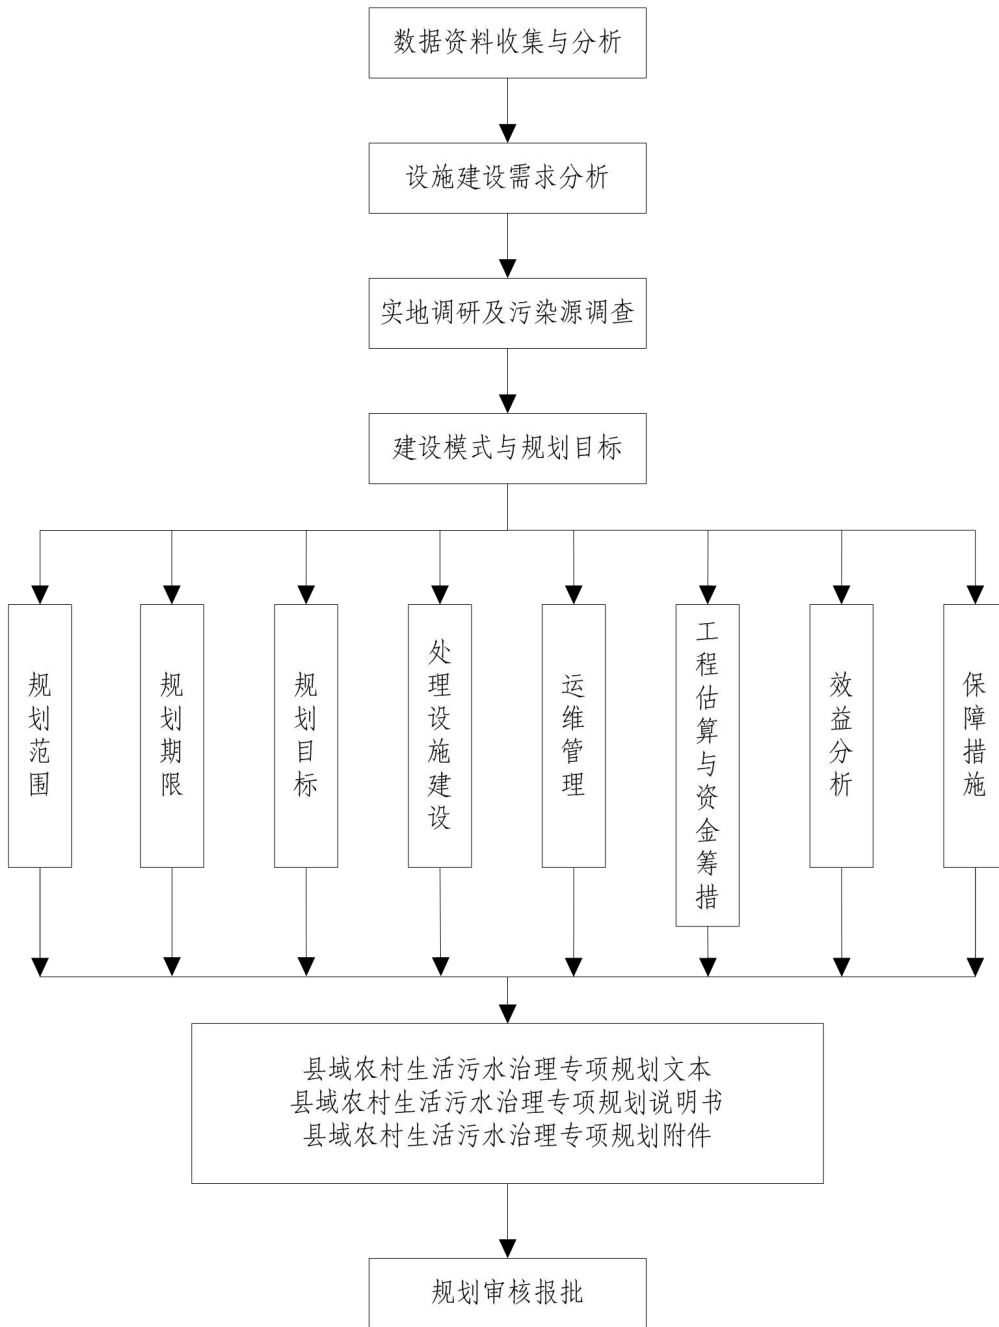 数据资料收集与分析
设施建设需求分析
实地调研及污染源调查
建设模式与规划目标
规划范围
规划期限
规划目标
处理设施建设
运维管理
工程估算与资金筹措
效益分析
保障措施
县域农村生活污水治理专项规划文本
县域农村生活污水治理专项规划说明书
县域农村生活污水治理专项规划附件
规划审核报批